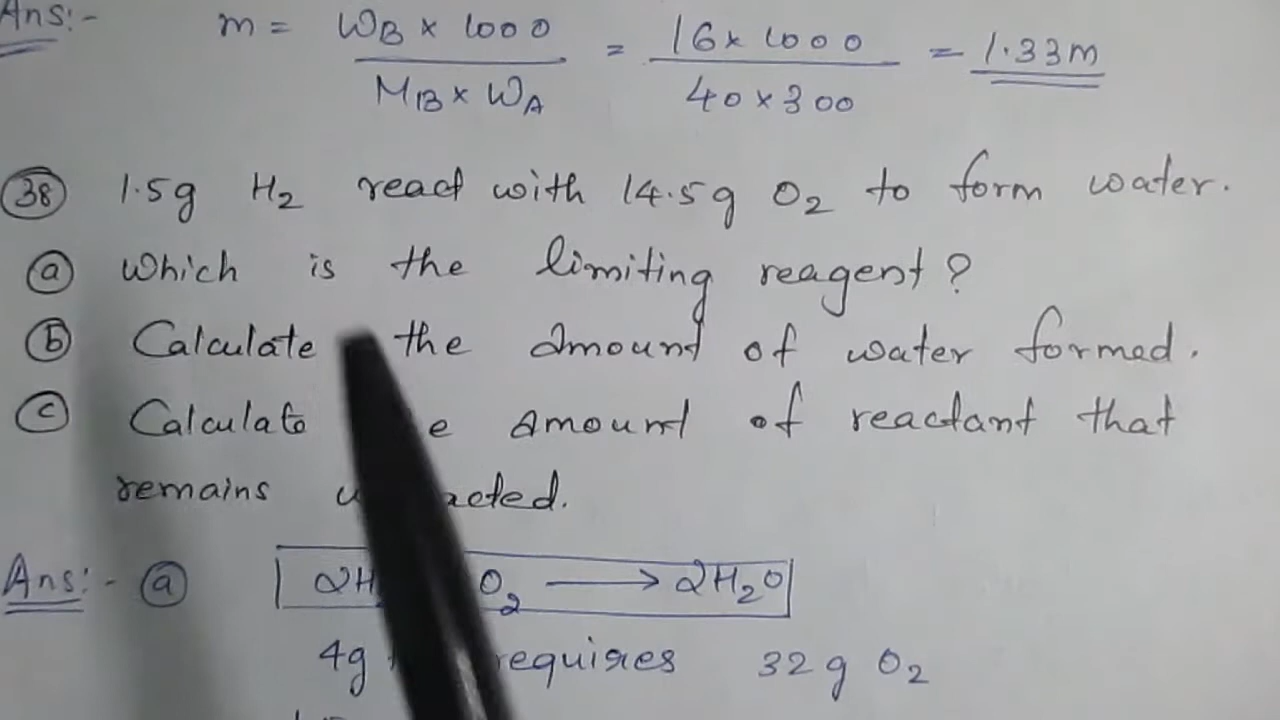 Ans:- m = WB × 1000 / MB × WA = 16 × 1000 / 40 × 300 = 1.33m
38 1.5g H2 react with 14.5g O2 to form water.
a Which is the limiting reagent?
b Calculate the amount of water formed.
c Calculate amount of reactant that
remains
Ans:- a O2 → 2H2O
4g requires 32g O2